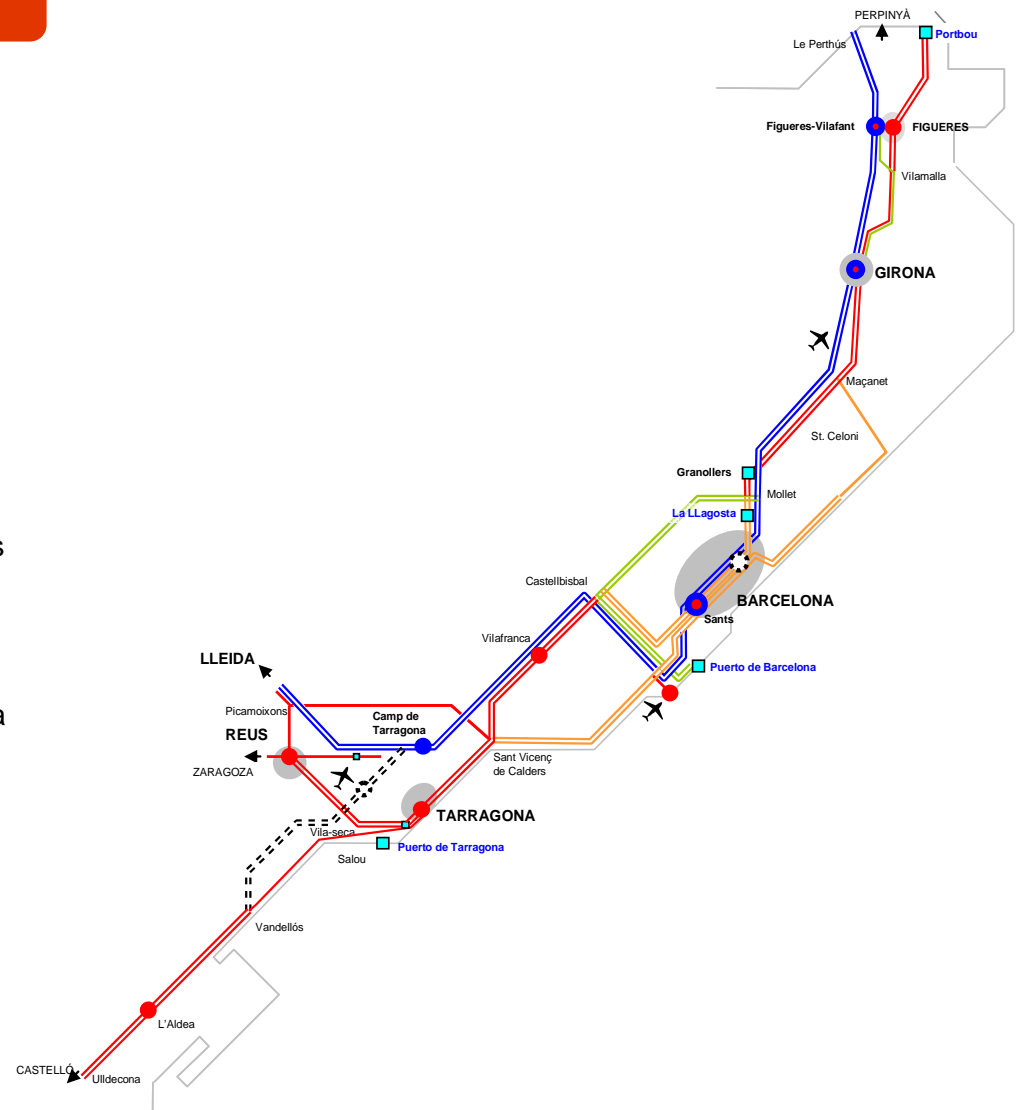 PERPINYÀ
Portbou
Le Perthús
Figueres-Vilafant
FIGUERES
Vilamalla
GIRONA
Maçanet
St. Celoni
Granollers
Mollet
La LLagosta
s
Castellbisbal
BARCELONA
Sants
Vilafranca
LLEIDA
Puerto de Barcelona
Picamoixons
a
Camp de
Tarragona
REUS
Sant Vicenç
de Calders
ZARAGOZA
TARRAGONA
Vila-seca
Puerto de Tarragona
Salou
Vandellós
L'Aldea
CASTELLÓ
Ulldecona